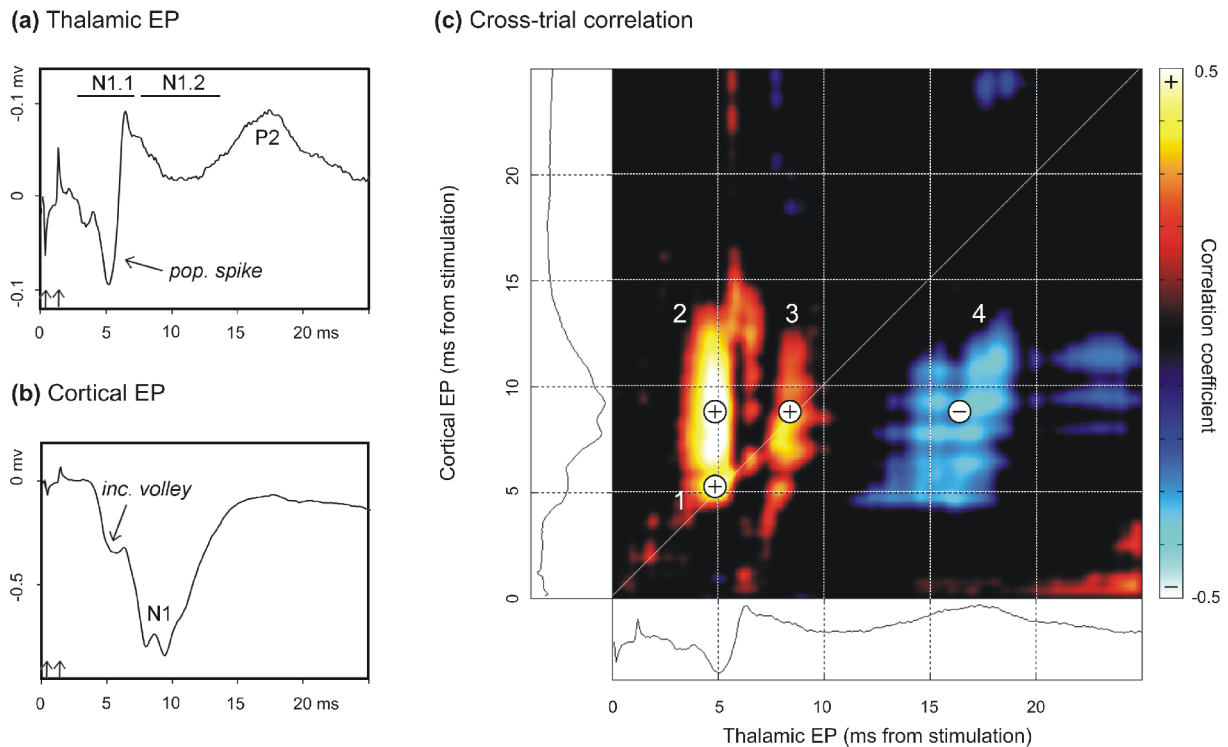 (a) Thalamic EP
-0.1 mv
0
-0.1
N1.1
N1.2
P2
pop. spike
0 5 10 15 20 ms
(b) Cortical EP
0 mV
-0.5
inc. volley
N1
0 5 10 15 20 ms
(c) Cross-trial correlation
Cortical EP (ms from stimulation)
20
15
10
5
0
2
3
4
1
+
+
+
−
0 5 10 15 20
Thalamic EP (ms from stimulation)
0.5
+
−
-0.5
Correlation coefficient